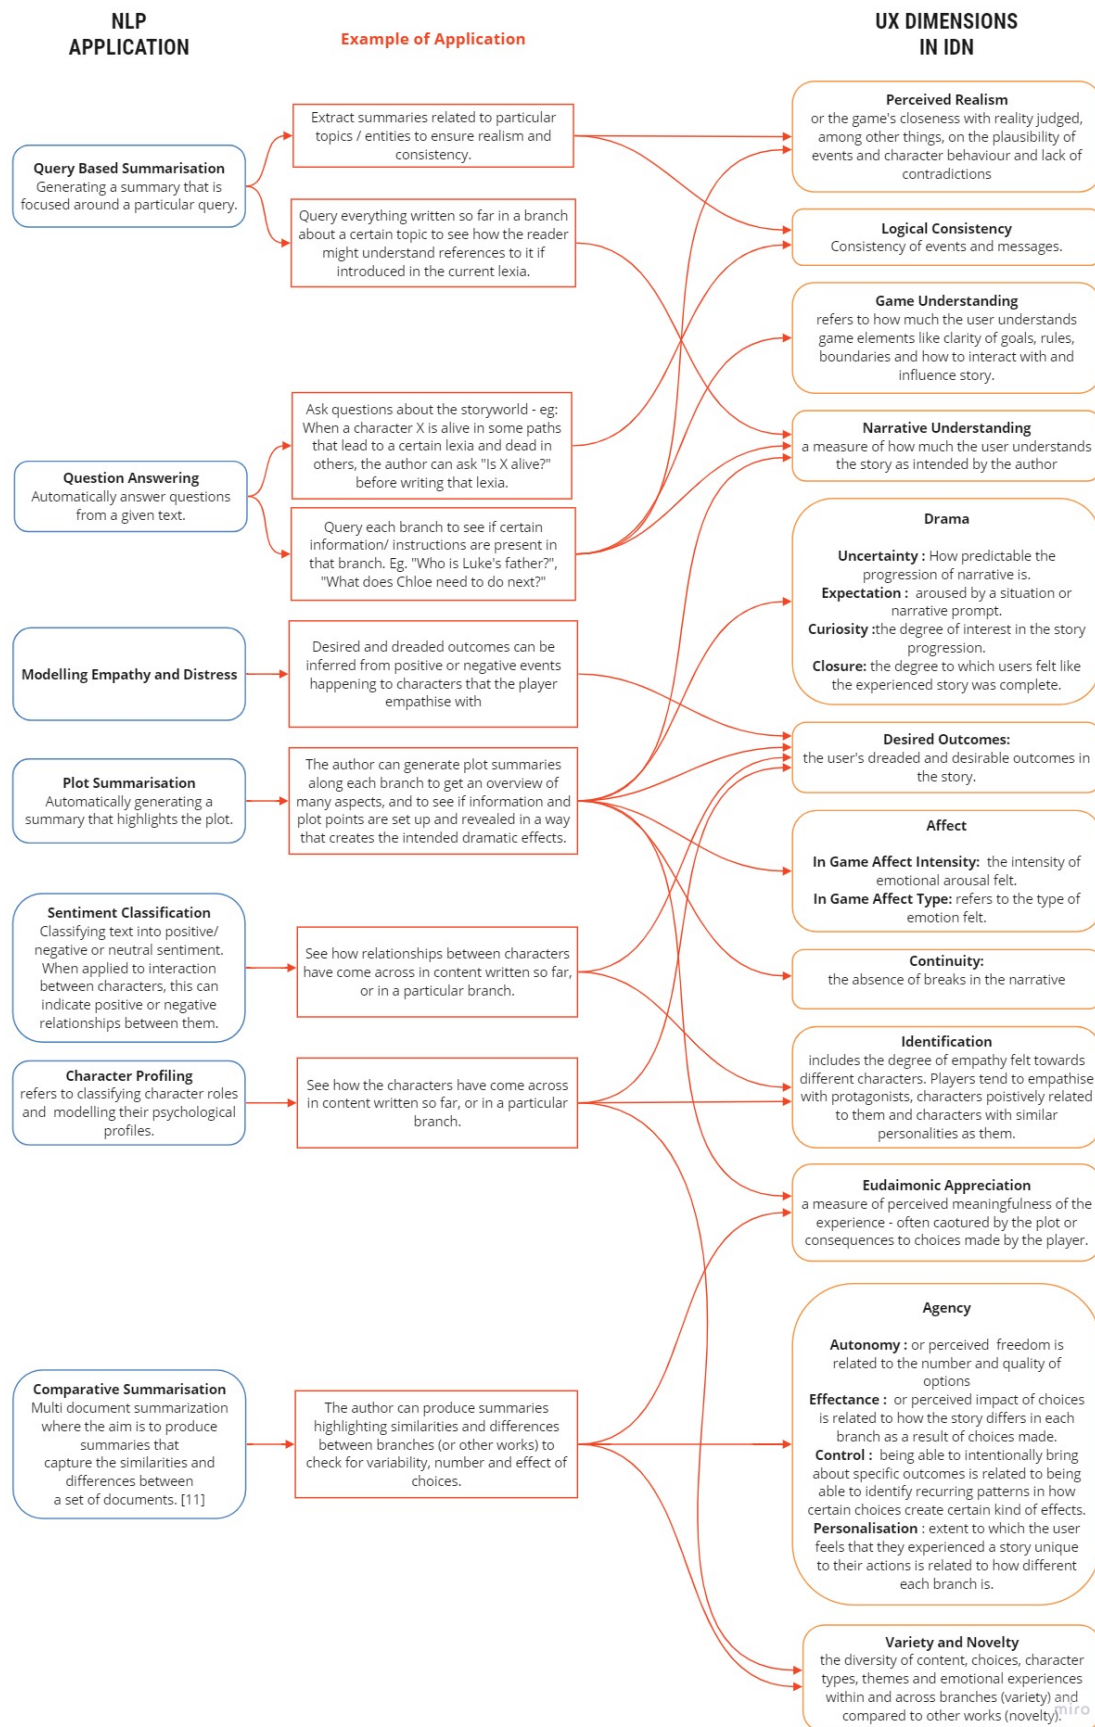 NLP
APPLICATION
Example of Application
UX DIMENSIONS
IN IDN
Query Based Summarisation
Generating a summary that is
focused around a particular query.
Extract summaries related to particular
topics / entities to ensure realism and
consistency.
Query everything written so far in a branch
about a certain topic to see how the reader
might understand references to it if
introduced in the current lexia.
Question Answering
Automatically answer questions
from a given text.
Ask questions about the storyworld - eg:
When a character X is alive in some paths
that lead to a certain lexia and dead in
others, the author can ask "Is X alive?"
before writing that lexia.
Query each branch to see if certain
information/ instructions are present in
that branch. Eg. "Who is Luke's father?",
"What does Chloe need to do next?"
Modelling Empathy and Distress
Desired and dreaded outcomes can be
inferred from positive or negative events
happening to characters that the player
empathise with
Plot Summarisation
Automatically generating a
summary that highlights the plot.
The author can generate plot summaries
along each branch to get an overview of
many aspects, and to see if information and
plot points are set up and revealed in a way
that creates the intended dramatic effects.
Sentiment Classification
Classifying text into positive/
negative or neutral sentiment.
When applied to interaction
between characters, this can
indicate positive or negative
relationships between them.
See how relationships between characters
have come across in content written so far,
or in a particular branch.
Character Profiling
refers to classifying character roles
and modelling their psychological
profiles.
See how the characters have come across
in content written so far, or in a particular
branch.
Comparative Summarisation
Multi document summarization
where the aim is to produce
summaries that
capture the similarities and
differences between
a set of documents. [11]
The author can produce summaries
highlighting similarities and differences
between branches (or other works) to
check for variability, number and effect of
choices.
Perceived Realism
or the game's closeness with reality judged,
among other things, on the plausibility of
events and character behaviour and lack of
contradictions
Logical Consistency
Consistency of events and messages.
Game Understanding
refers to how much the user understands
game elements like clarity of goals, rules,
boundaries and how to interact with and
influence story.
Narrative Understanding
a measure of how much the user understands
the story as intended by the author
Drama
Uncertainty : How predictable the
progression of narrative is.
Expectation : aroused by a situation or
narrative prompt.
Curiosity :the degree of interest in the story
progression.
Closure: the degree to which users felt like
the experienced story was complete.
Desired Outcomes:
the user's dreaded and desirable outcomes in
the story.
Affect
In Game Affect Intensity: the intensity of
emotional arousal felt.
In Game Affect Type: refers to the type of
emotion felt.
Continuity:
the absence of breaks in the narrative
Identification
includes the degree of empathy felt towards
different characters. Players tend to empathise
with protagonists, characters poistively related
to them and characters with similar
personalities as them.
Eudaimonic Appreciation
a measure of perceived meaningfulness of the
experience - often caotured by the plot or
consequences to choices made by the player.
Agency
Autonomy : or perceived freedom is
related to the number and quality of
options
Effectance : or perceived impact of choices
is related to how the story differs in each
branch as a result of choices made.
Control : being able to intentionally bring
about specific outcomes is related to being
able to identify recurring patterns in how
certain choices create certain kind of effects.
Personalisation : extent to which the user
feels that they experienced a story unique
to their actions is related to how different
each branch is.
Variety and Novelty
the diversity of content, choices, character
types, themes and emotional experiences
within and across branches (variety) and
compared to other works (novelty).
miro